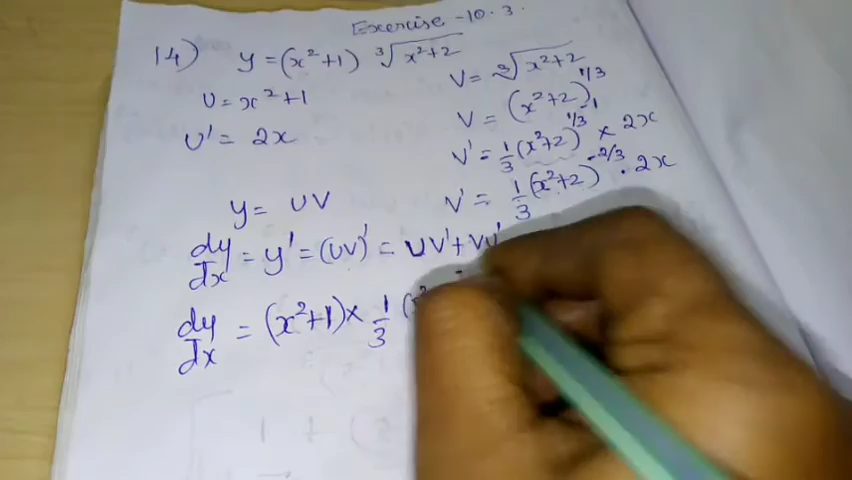 Exercise - 10.3.
14) y = (x²+1) ∛(x²+2)
U = x²+1
U' = 2x
V = ∛(x²+2)
V = (x²+2)^1/3
V' = 1/3 (x²+2)^1/3-1 × 2x
V' = 1/3 (x²+2)^-2/3 · 2x
y = UV
dy/dx = y' = (UV)' = UV' + VU'
dy/dx = (x²+1) × 1/3 (x²